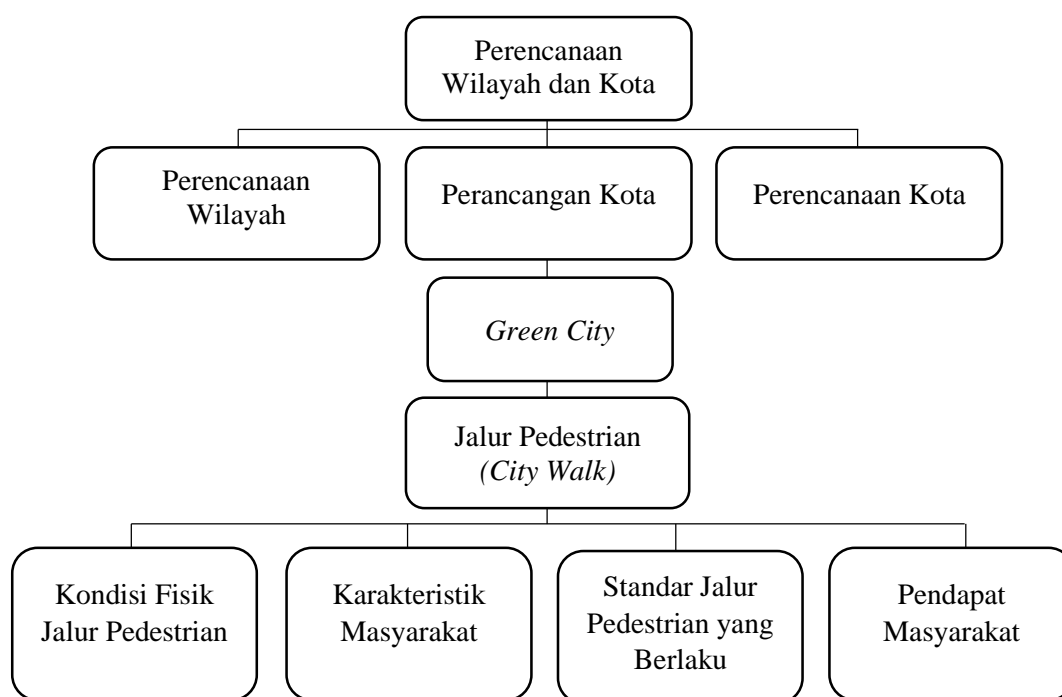 Perencanaan
Wilayah dan Kota
Perencanaan
Wilayah
Perancangan Kota
Perencanaan Kota
Green City
Jalur Pedestrian
(City Walk)
Kondisi Fisik
Jalur Pedestrian
Karakteristik
Masyarakat
Standar Jalur
Pedestrian yang
Berlaku
Pendapat
Masyarakat